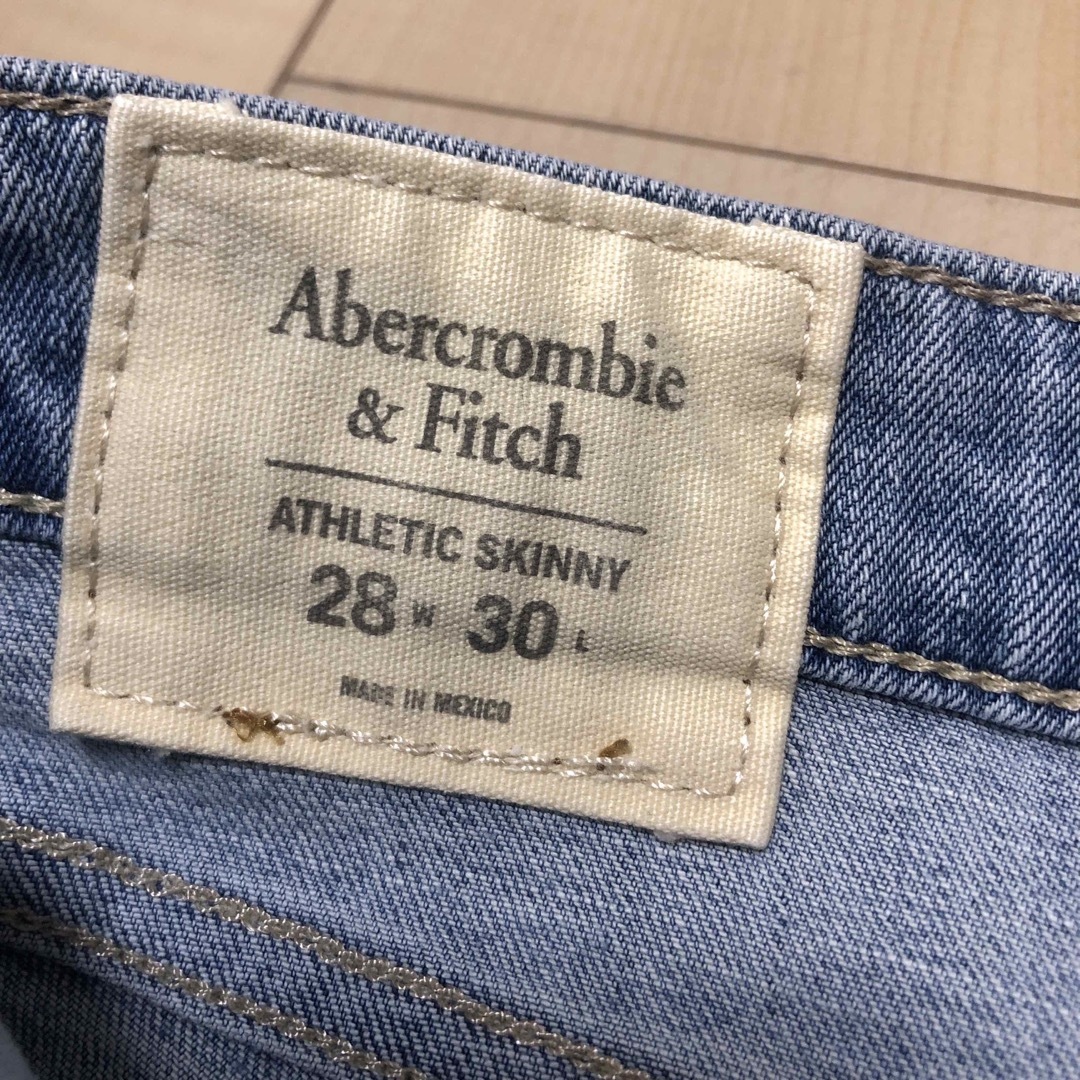 Abercrombie
& Fitch
ATHLETIC SKINNY
28 W 30 L
MADE IN MEXICO